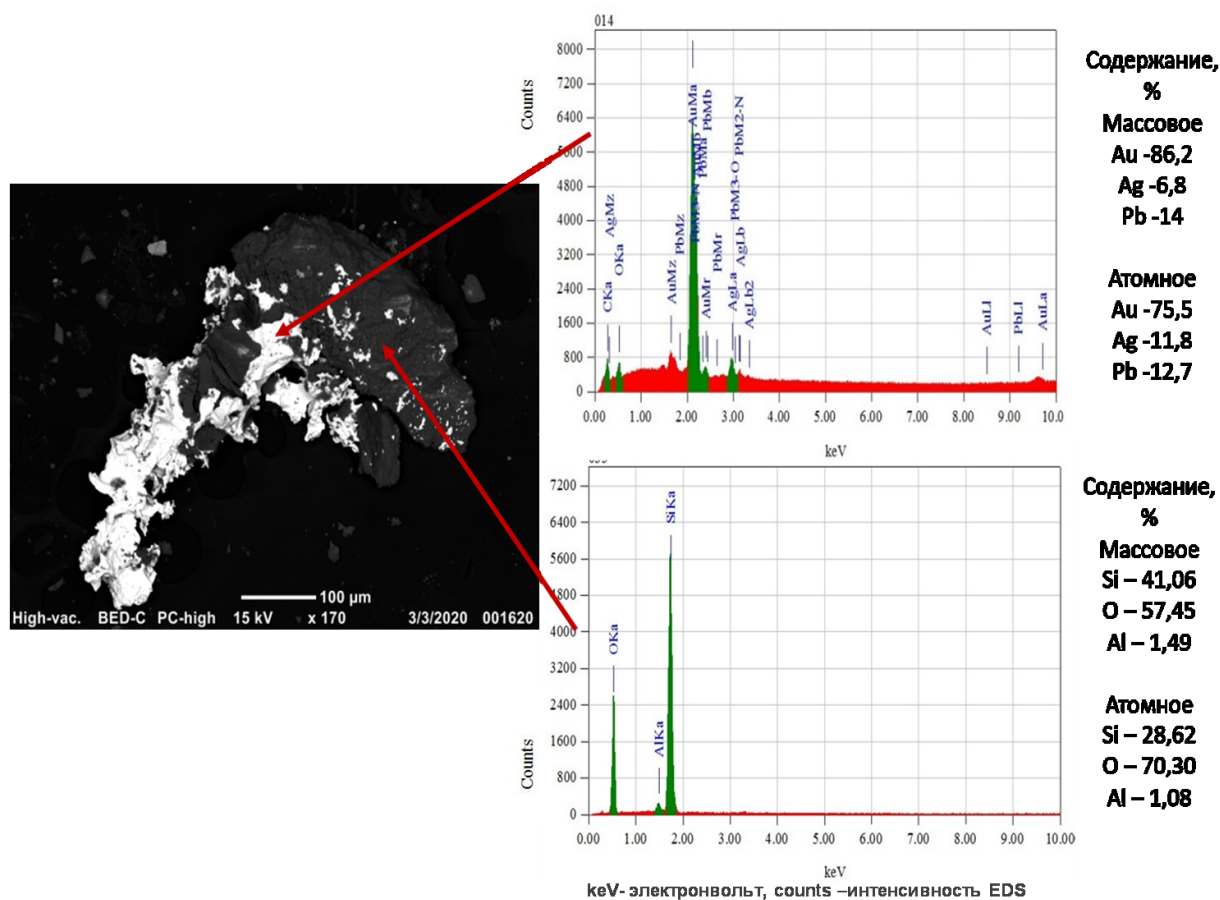 014
Counts
8000
7200
6400
5600
4800
4000
3200
2400
1600
800
0
CKa
AgMz
OKa
AuMz
PbMz
AuMa
PbMb
PbMa
PbM3-N
AuMr
PbMr
AgLa
PbM3-O
AgLb
PbM2-N
AgLb2
AuLl
PbLl
AuLa
0.00 1.00 2.00 3.00 4.00 5.00 6.00 7.00 8.00 9.00 10.0
keV
Содержание,
%
Массовое
Au -86,2
Ag -6,8
Pb -14
Атомное
Au -75,5
Ag -11,8
Pb -12,7
100 µm
High-vac. BED-C PC-high 15 kV x 170 3/3/2020 001620
Counts
7200
6400
5600
4800
4000
3200
2400
1600
800
0
OKa
AlKa
SiKa
0.00 1.00 2.00 3.00 4.00 5.00 6.00 7.00 8.00 9.00 10.00
keV
Содержание,
%
Массовое
Si – 41,06
O – 57,45
Al – 1,49
Атомное
Si – 28,62
O – 70,30
Al – 1,08
keV- электронвольт, counts –интенсивность EDS